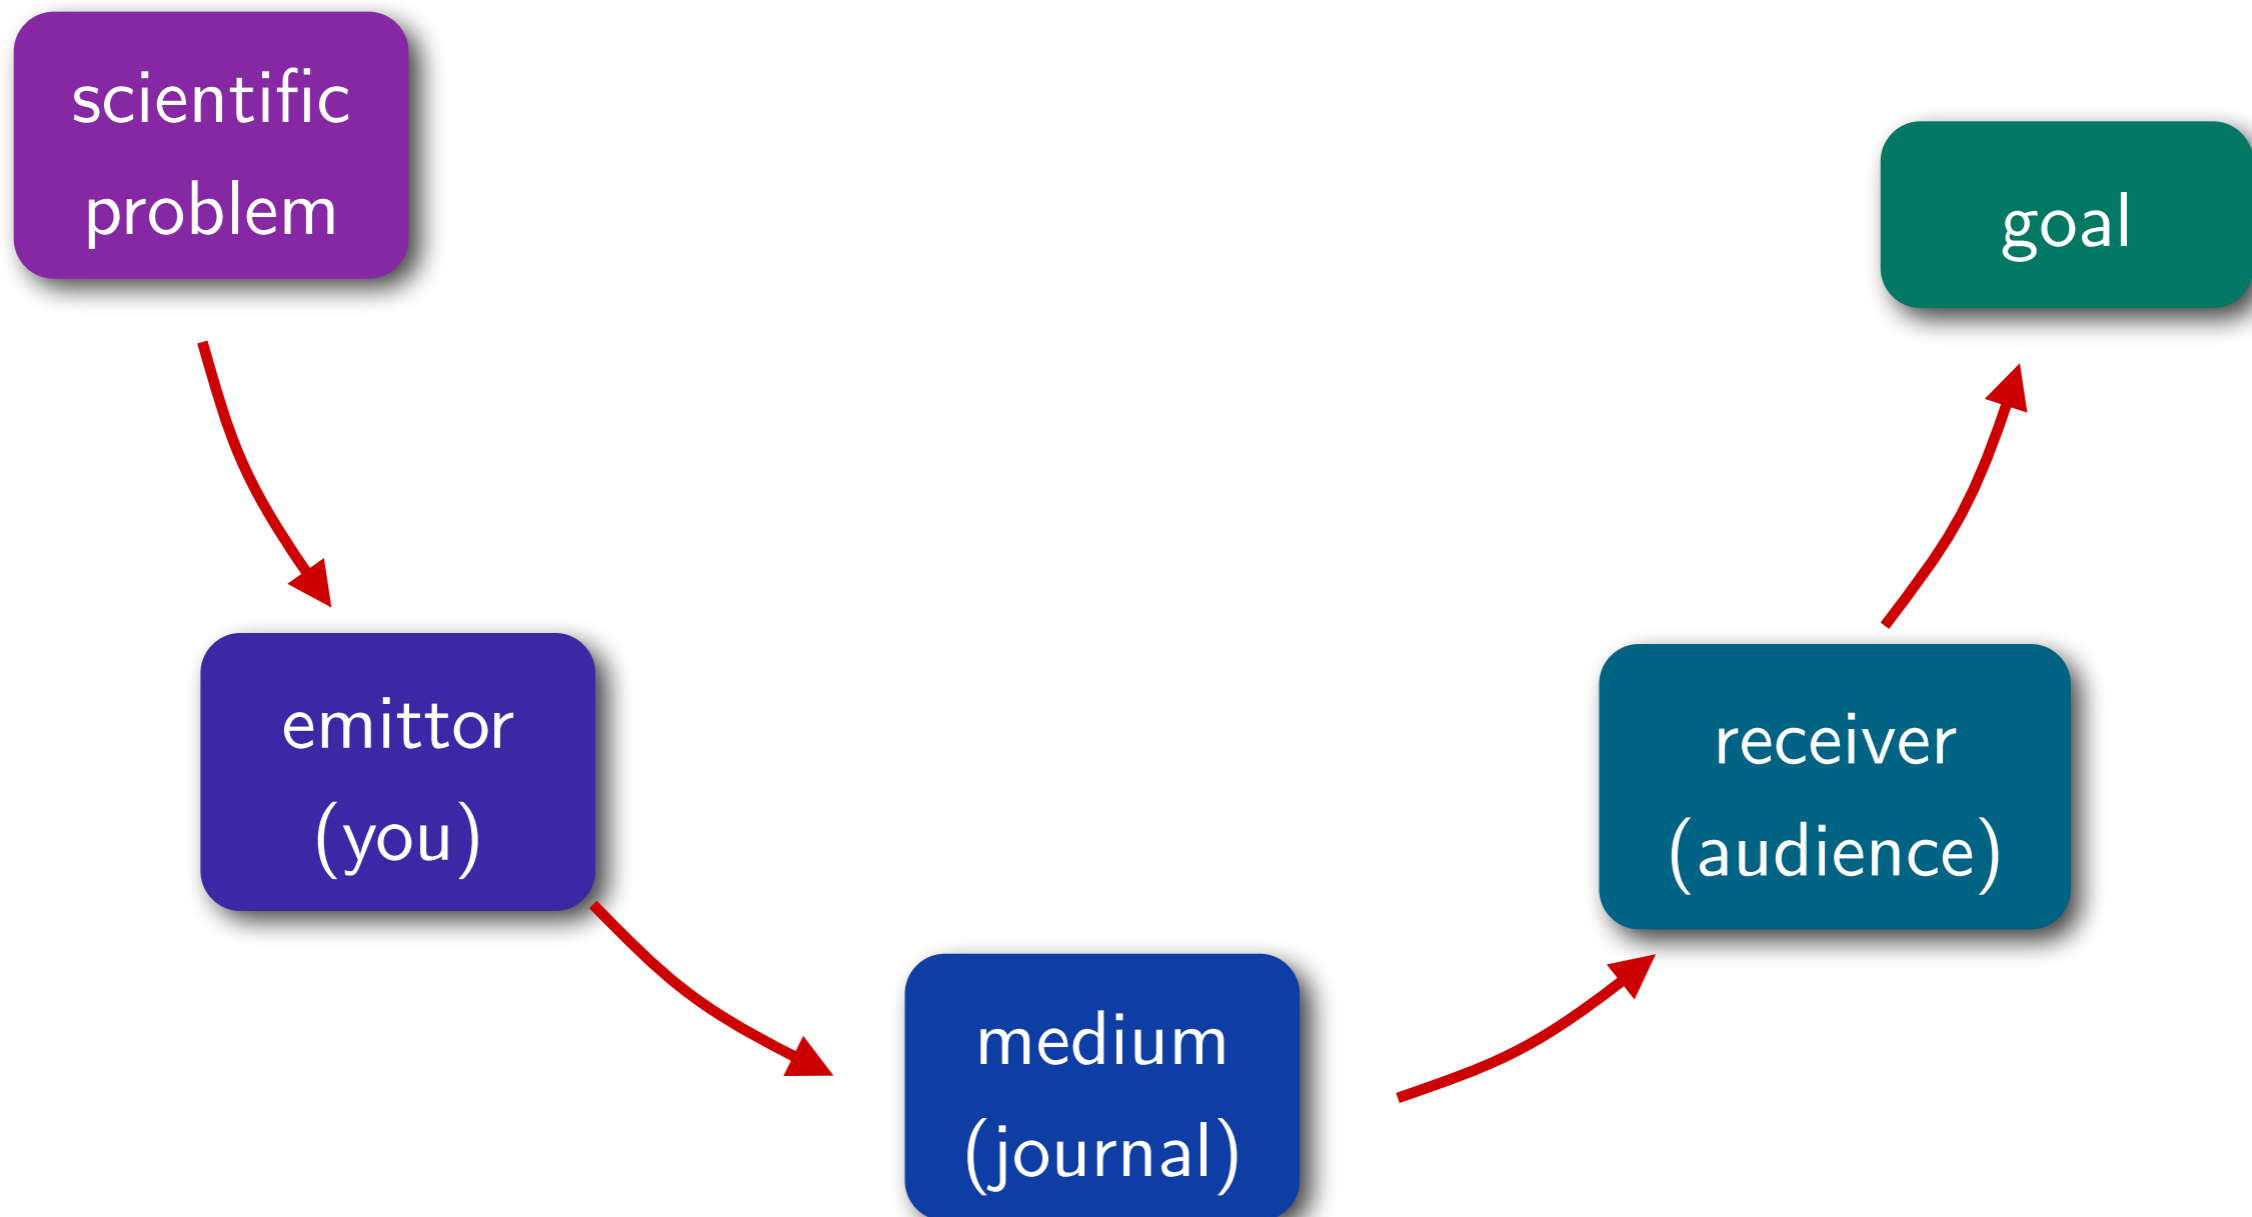 scientific
problem
emittor
(you)
medium
(journal)
receiver
(audience)
goal